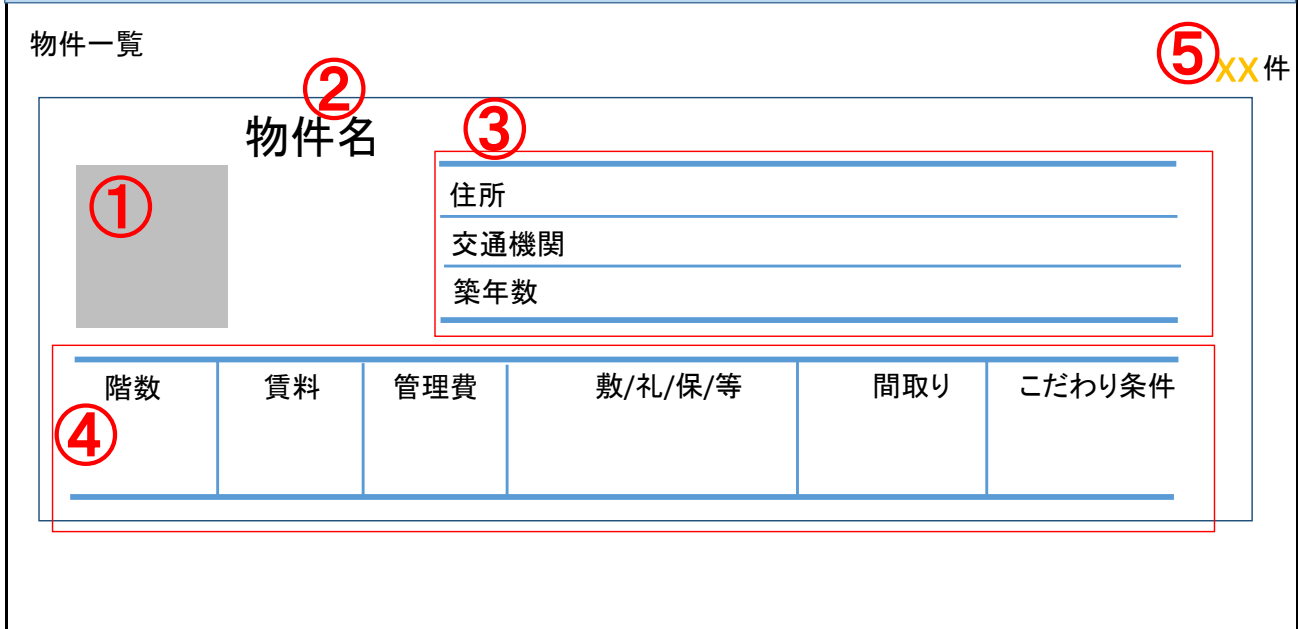 物件一覧
⑤
xx件
②
物件名
③
①
住所
交通機関
築年数
階数 賃料 管理費 敷/礼/保/等 間取り こだわり条件
④